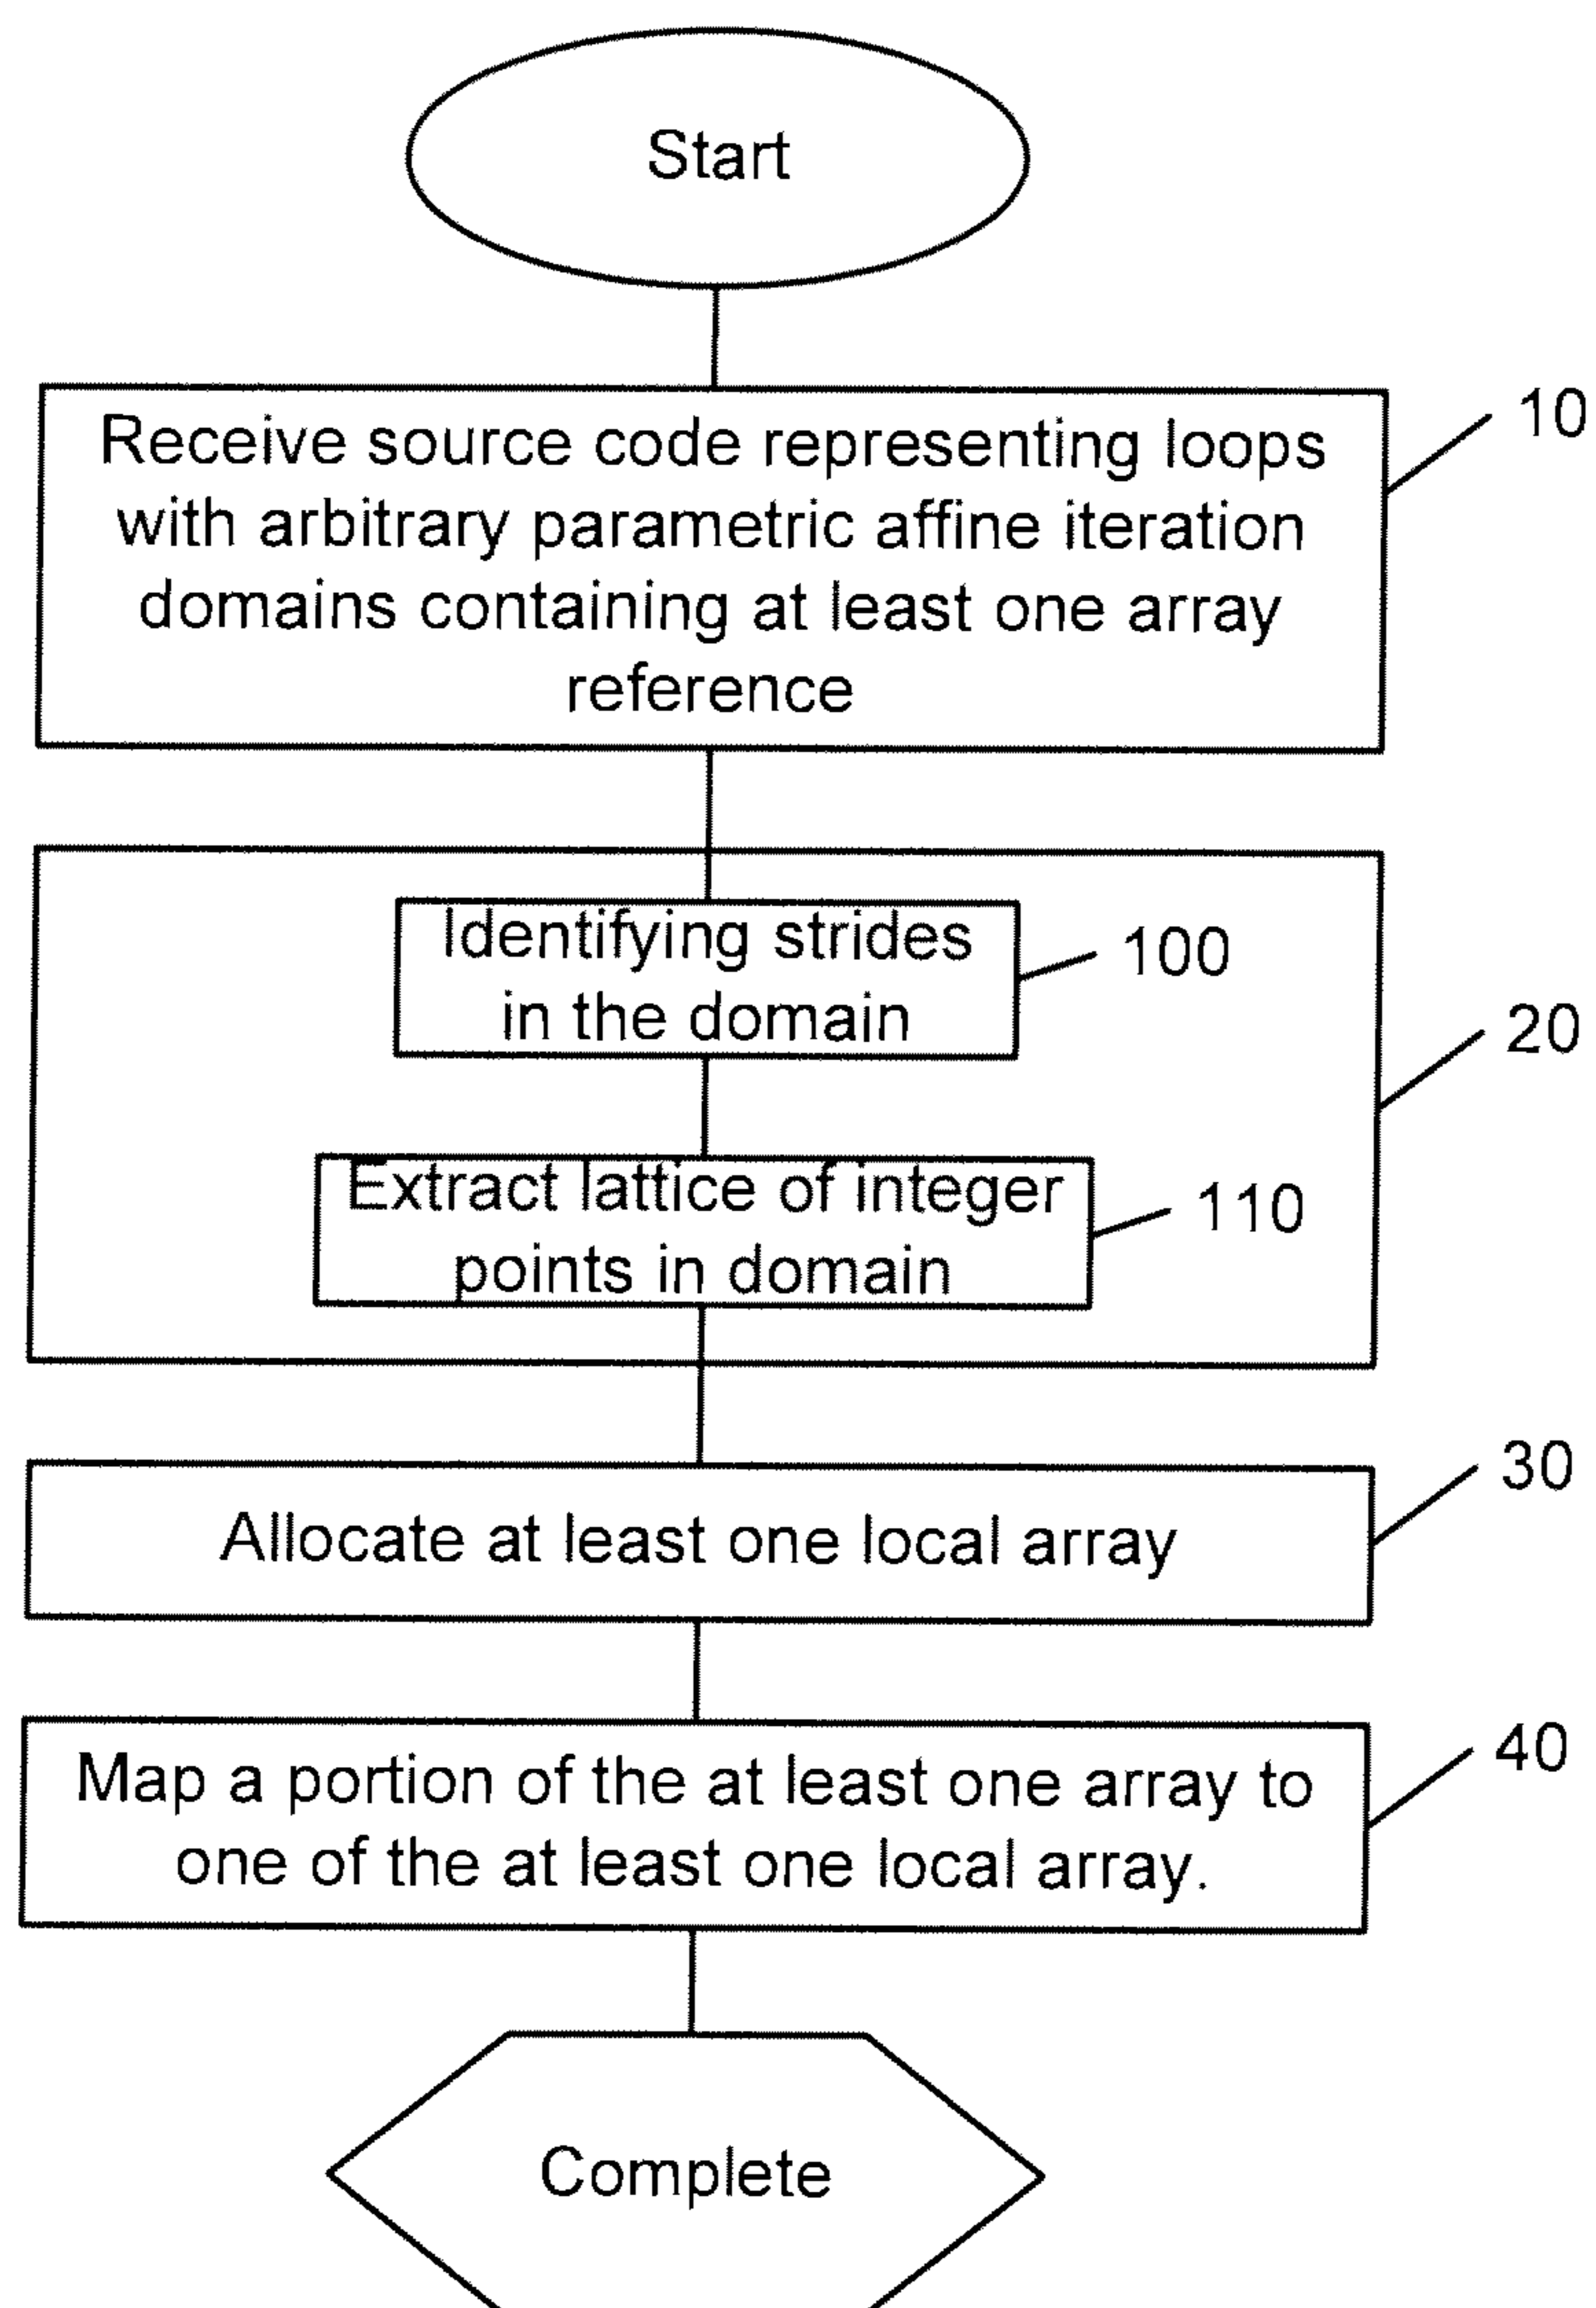 Start
Receive source code representing loops
with arbitrary parametric affine iteration
domains containing at least one array
reference
10
Identifying strides
in the domain
100
20
Extract lattice of integer
points in domain
110
Allocate at least one local array
30
Map a portion of the at least one array to
one of the at least one local array.
40
Complete